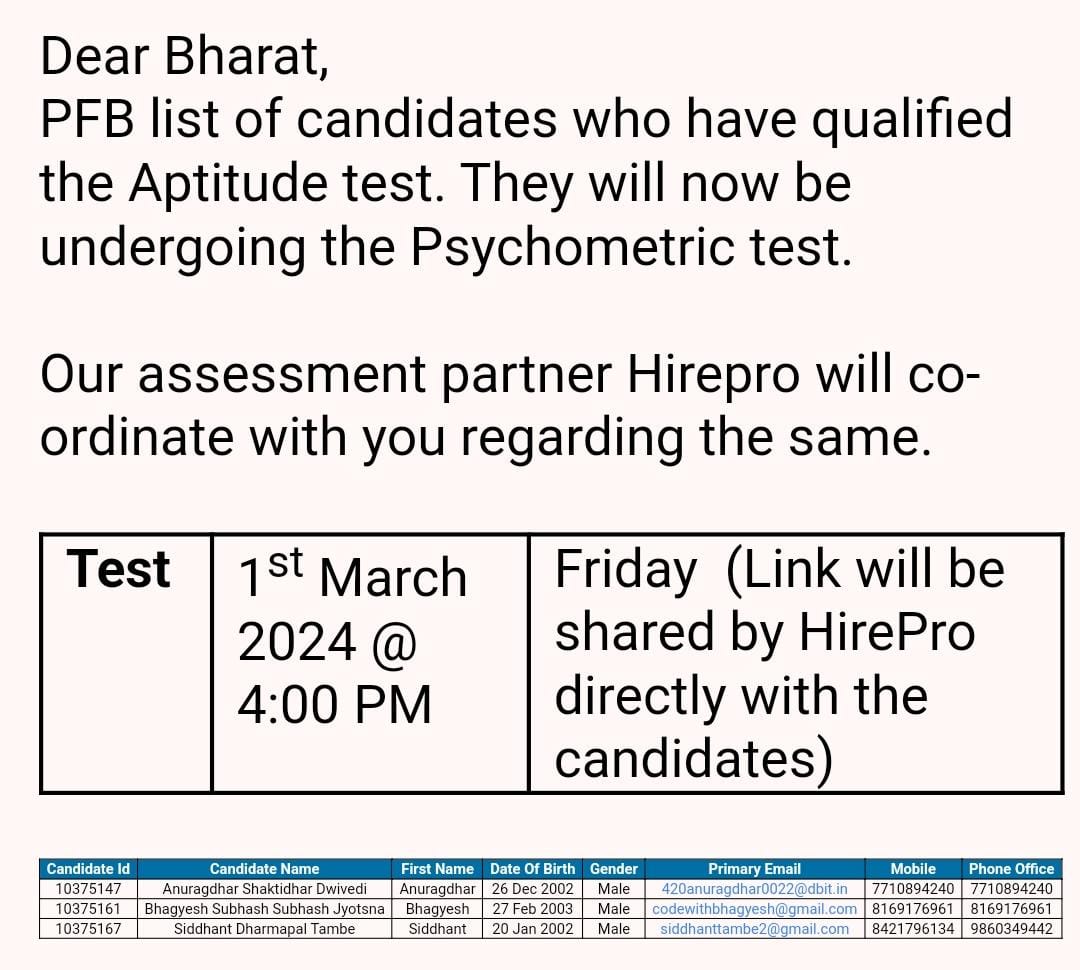 Dear Bharat,
PFB list of candidates who have qualified
the Aptitude test. They will now be
undergoing the Psychometric test.
Our assessment partner Hirepro will co-
ordinate with you regarding the same.
Test
1st March
2024 @
4:00 PM
Friday (Link will be
shared by HirePro
directly with the
candidates)
Candidate Id Candidate Name First Name Date Of Birth Gender Primary Email Mobile Phone Office
10375147 Anuragdhar Shaktidhar Dwivedi Anuragdhar 26 Dec 2002 Male 420anuragdhar0022@dbit.in 7710894240 7710894240
10375161 Bhagyesh Subhash Subhash Jyotsna Bhagyesh 27 Feb 2003 Male codewithbhagyesh@gmail.com 8169176961 8169176961
10375167 Siddhant Dharmapal Tambe Siddhant 20 Jan 2002 Male siddhanttambe2@gmail.com 8421796134 9860349442